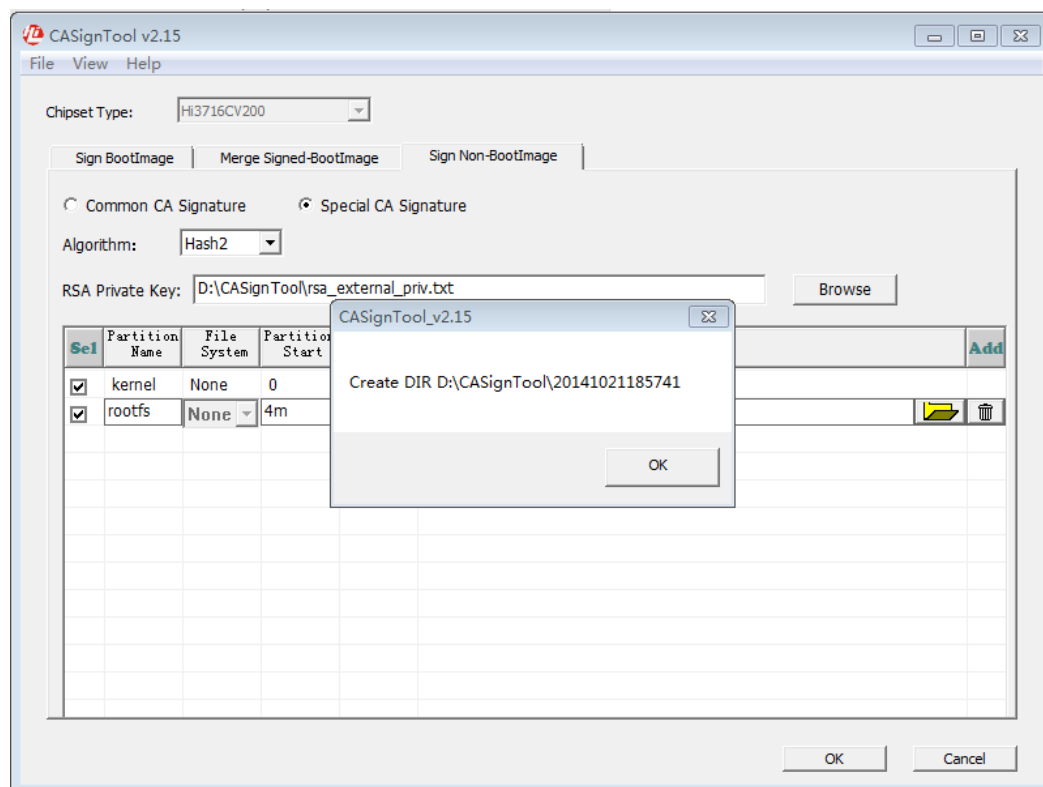 CASignTool v2.15
File View Help
Chipset Type: Hi3716CV200
Sign BootImage Merge Signed-BootImage Sign Non-BootImage
Common CA Signature Special CA Signature
Algorithm: Hash2
RSA Private Key: D:\CASignTool\rsa_external_priv.txt Browse
CASignTool_v2.15
Sel Partition Name File System Partition Start Add
Create DIR D:\CASignTool\20141021185741
kernel None 0
rootfs None 4m
OK
OK Cancel